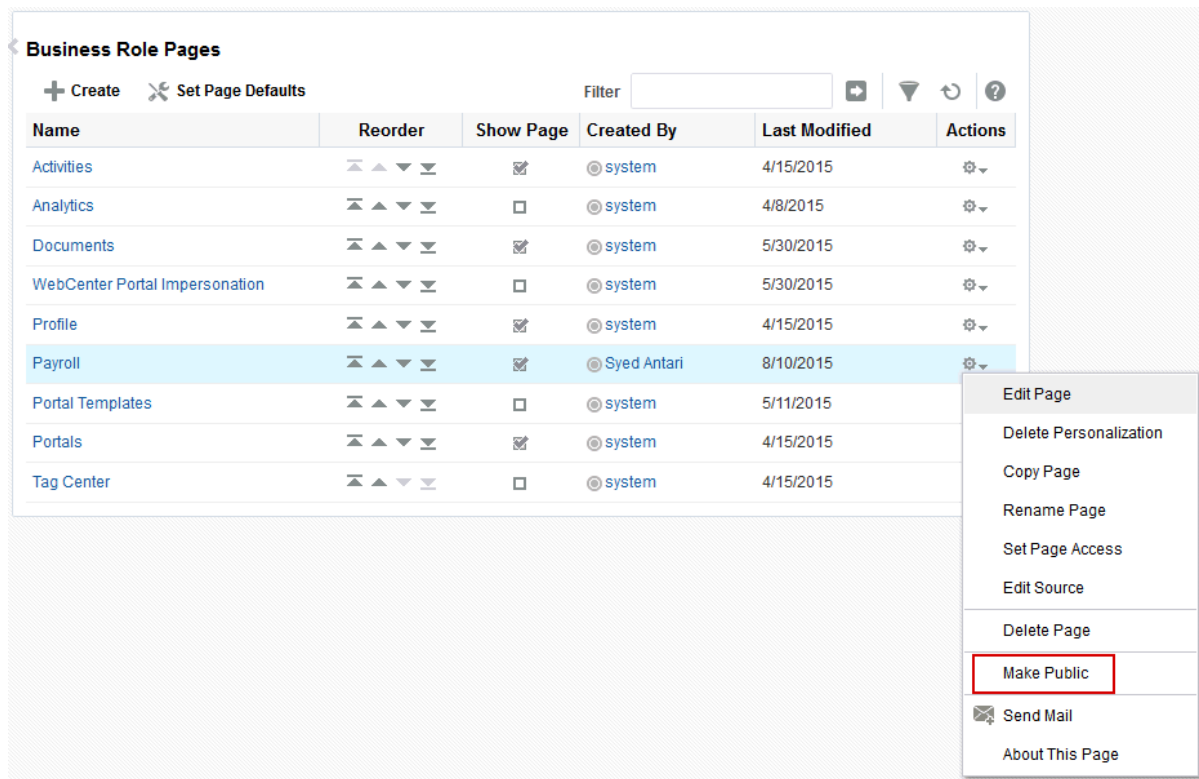 Business Role Pages
Create Set Page Defaults Filter
Name Reorder Show Page Created By Last Modified Actions
Activities system 4/15/2015
Analytics system 4/8/2015
Documents system 5/30/2015
WebCenter Portal Impersonation system 5/30/2015
Profile system 4/15/2015
Payroll Syed Antari 8/10/2015
Portal Templates system 5/11/2015
Portals system 4/15/2015
Tag Center system 4/15/2015
Edit Page
Delete Personalization
Copy Page
Rename Page
Set Page Access
Edit Source
Delete Page
Make Public
Send Mail
About This Page